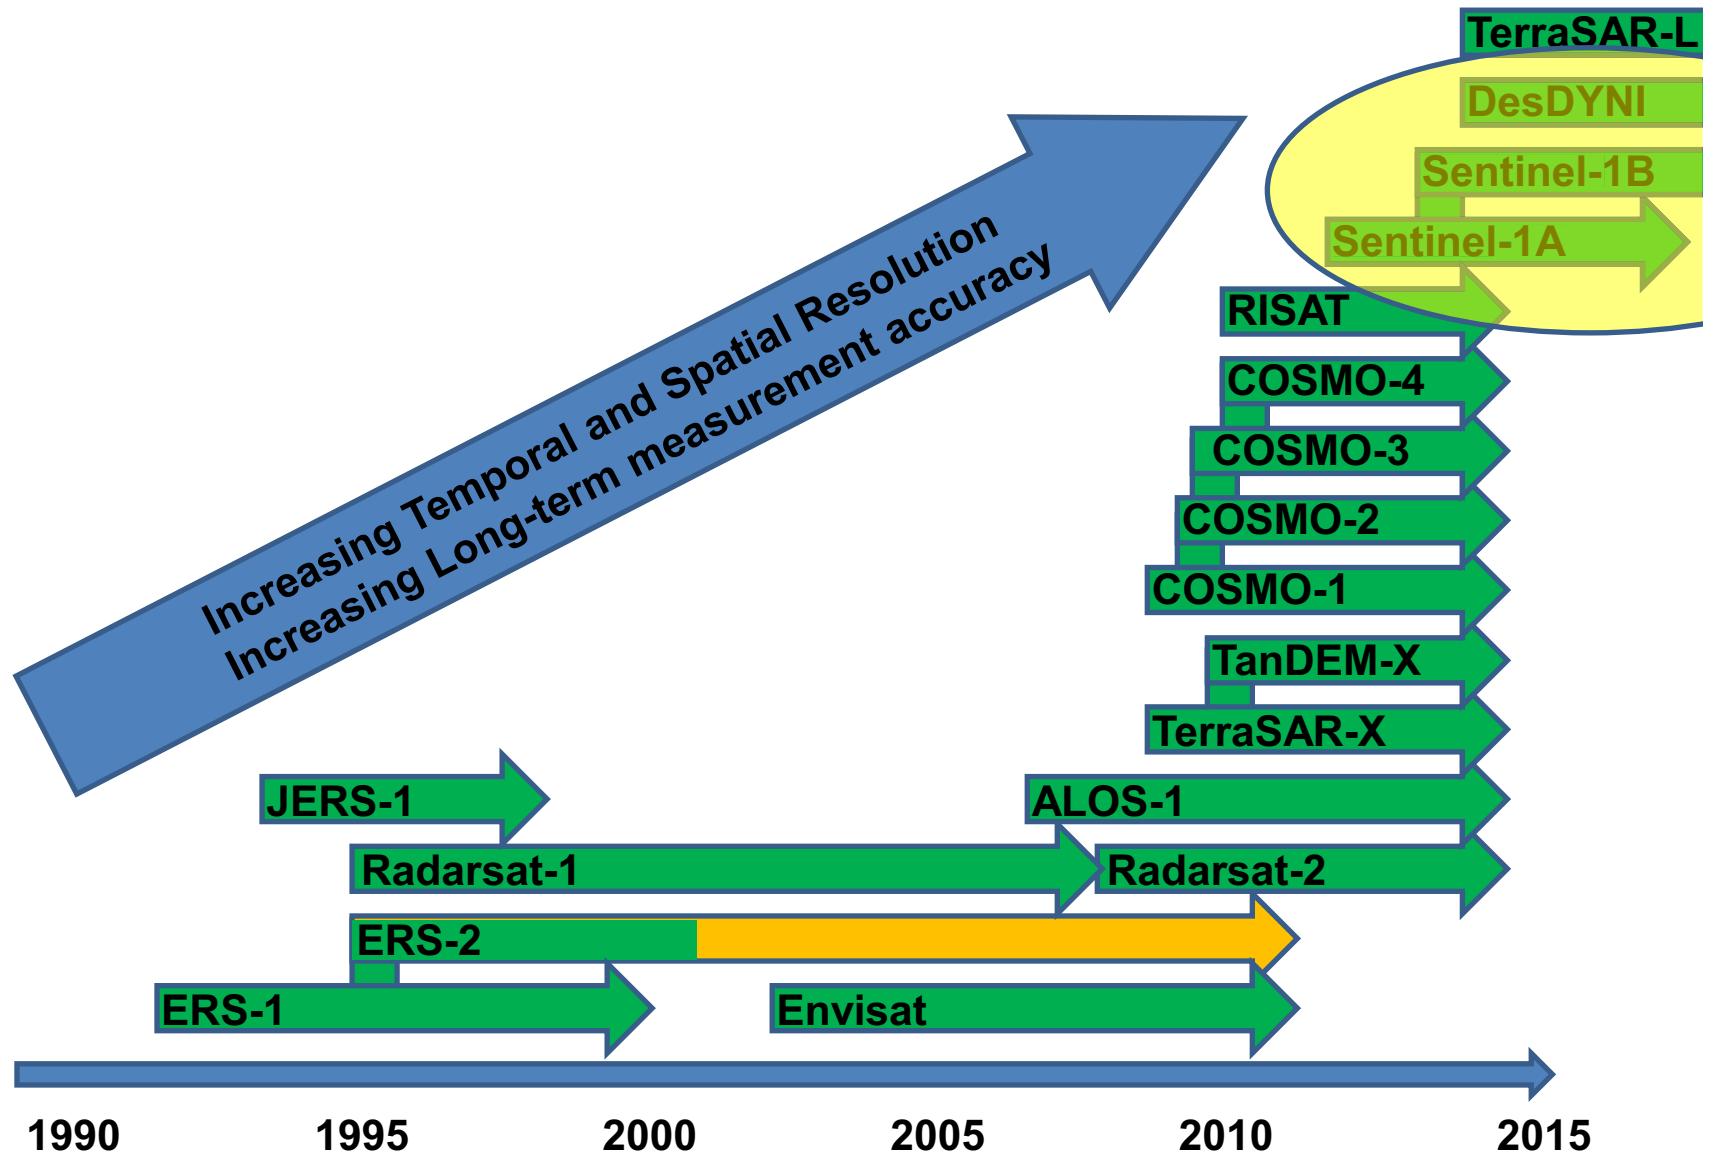 TerraSAR-L
DesDYNI
Sentinel-1B
Sentinel-1A
Increasing Temporal and Spatial Resolution
Increasing Long-term measurement accuracy
RISAT
COSMO-4
COSMO-3
COSMO-2
COSMO-1
TanDEM-X
TerraSAR-X
JERS-1
ALOS-1
Radarsat-1
Radarsat-2
ERS-2
ERS-1
Envisat
1990 1995 2000 2005 2010 2015